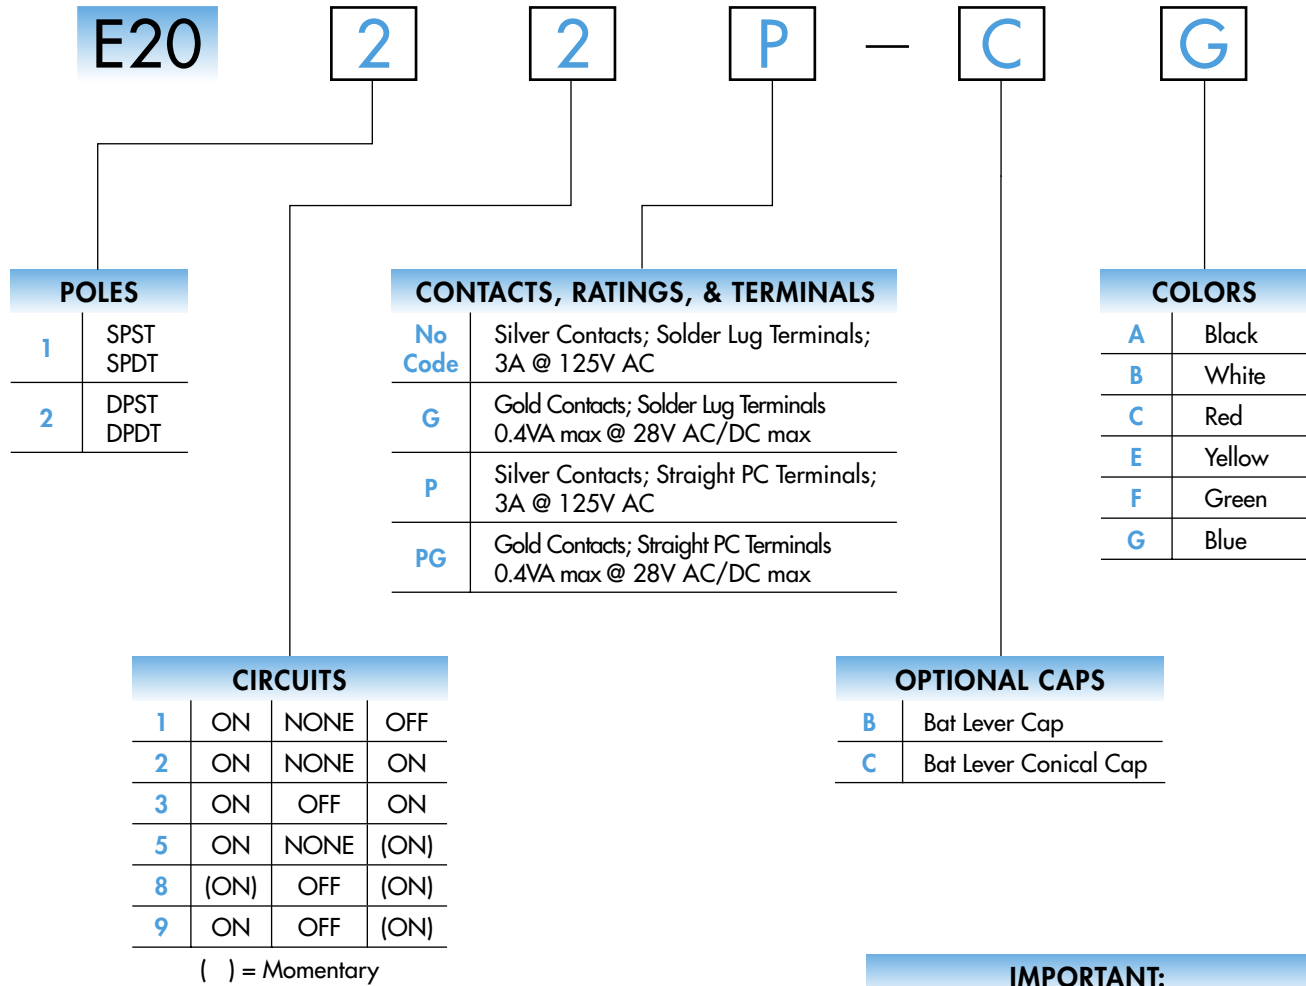 E20 2 2 P — C G
POLES
1 SPST
SPDT
2 DPST
DPDT
CONTACTS, RATINGS, & TERMINALS
No Code Silver Contacts; Solder Lug Terminals;
3A @ 125V AC
G Gold Contacts; Solder Lug Terminals
0.4VA max @ 28V AC/DC max
P Silver Contacts; Straight PC Terminals;
3A @ 125V AC
PG Gold Contacts; Straight PC Terminals
0.4VA max @ 28V AC/DC max
COLORS
A Black
B White
C Red
E Yellow
F Green
G Blue
CIRCUITS
1 ON NONE OFF
2 ON NONE ON
3 ON OFF ON
5 ON NONE (ON)
8 (ON) OFF (ON)
9 ON OFF (ON)
( ) = Momentary
OPTIONAL CAPS
B Bat Lever Cap
C Bat Lever Conical Cap
IMPORTANT: